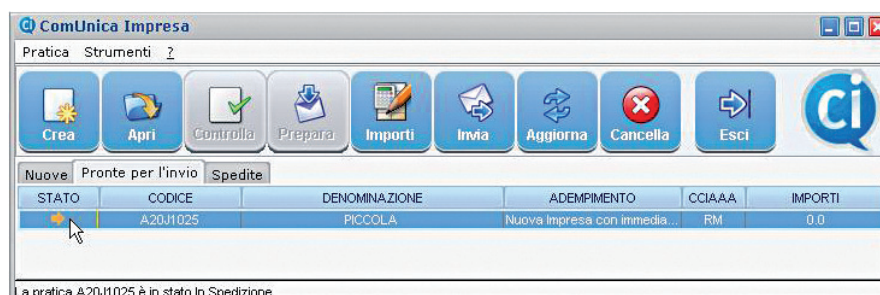 ComUnica Impresa
Pratica Strumenti ?
Crea Apri Controlla Prepara Importi Invia Aggiorna Cancella Esci Ci
Nuove Pronte per l'invio Spedite
STATO CODICE DENOMINAZIONE ADEMPIMENTO CCIAAA IMPORTI
A20J1025 PICCOLA Nuova Impresa con immedia... RM 0.0
La pratica A20J1025 è in stato In Spedizione